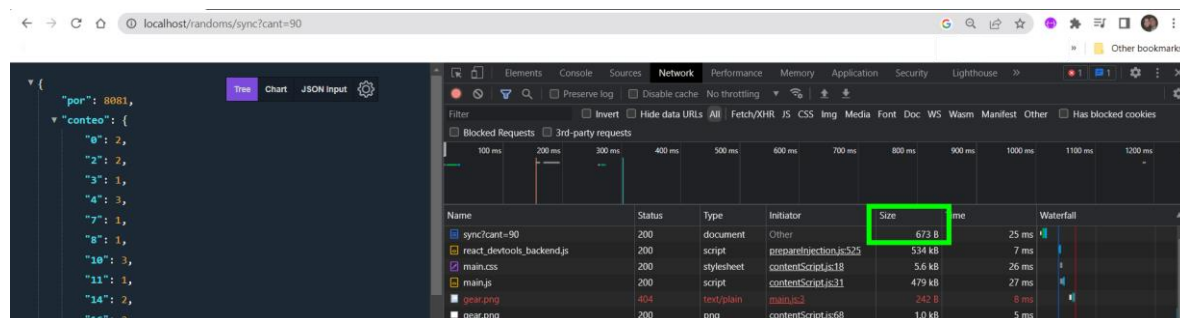 localhost/randoms/sync?cant=90
Other bookmarks
{
"por": 8081,
"conteo": {
"0": 2,
"2": 2,
"3": 1,
"4": 3,
"7": 1,
"8": 1,
"10": 3,
"11": 1,
"14": 2,
Tree Chart JSON Input
Elements Console Sources Network Performance Memory Application Security Lighthouse 1 1
Preserve log Disable cache No throttling
Filter Invert Hide data URLs All Fetch/XHR JS CSS Img Media Font Doc WS Wasm Manifest Other Has blocked cookies
Blocked Requests 3rd-party requests
100 ms 200 ms 300 ms 400 ms 500 ms 600 ms 700 ms 800 ms 900 ms 1000 ms 1100 ms 1200 ms
Name Status Type Initiator Size Time Waterfall
sync?cant=90 200 document Other 673 B 25 ms
react_devtools_backend.js 200 script prepareInjection.js:525 534 kB 7 ms
main.css 200 stylesheet contentScript.js:18 5.6 kB 26 ms
main.js 200 script contentScript.js:31 479 kB 27 ms
gear.png 404 text/plain main.js:3 242 B 8 ms
gear.png 200 png contentScript.js:68 1.0 kB 5 ms